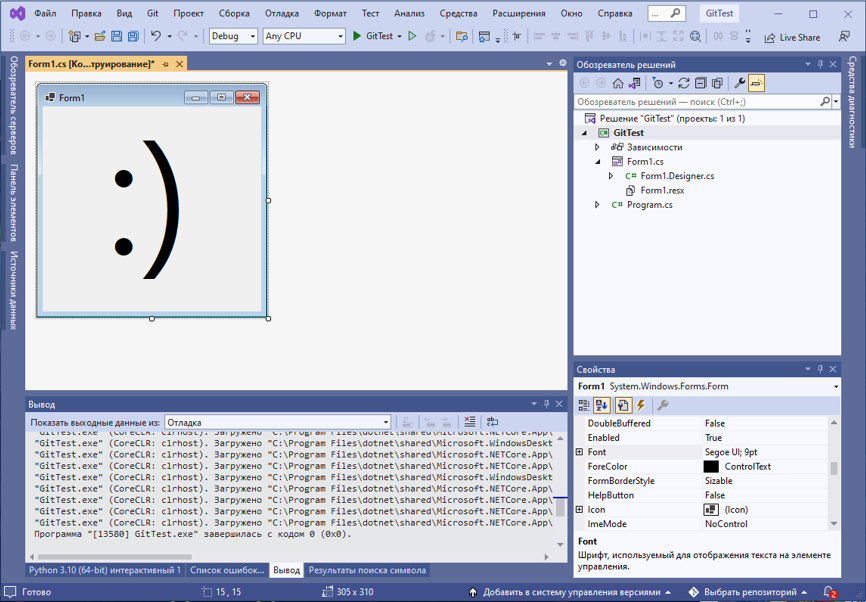 Файл Правка Вид Git Проект Сборка Отладка Формат Тест Анализ Средства Расширения Окно Справка ... GitTest
Debug Any CPU GitTest Live Share
Обозреватель серверов
Панель элементов
Источники данных
Form1.cs [Ко...труирование]*
Form1
:)
Вывод
Показать выходные данные из: Отладка
"GitTest.exe" (CoreCLR: clrhost). Загружено "C:\Program Files\dotnet\shared\Microsoft.NETCore.App\
"GitTest.exe" (CoreCLR: clrhost). Загружено "C:\Program Files\dotnet\shared\Microsoft.WindowsDeskt
"GitTest.exe" (CoreCLR: clrhost). Загружено "C:\Program Files\dotnet\shared\Microsoft.NETCore.App\
"GitTest.exe" (CoreCLR: clrhost). Загружено "C:\Program Files\dotnet\shared\Microsoft.NETCore.App\
"GitTest.exe" (CoreCLR: clrhost). Загружено "C:\Program Files\dotnet\shared\Microsoft.WindowsDeskt
"GitTest.exe" (CoreCLR: clrhost). Загружено "C:\Program Files\dotnet\shared\Microsoft.NETCore.App\
"GitTest.exe" (CoreCLR: clrhost). Загружено "C:\Program Files\dotnet\shared\Microsoft.NETCore.App\
"GitTest.exe" (CoreCLR: clrhost). Загружено "C:\Program Files\dotnet\shared\Microsoft.NETCore.App\
"GitTest.exe" (CoreCLR: clrhost). Загружено "C:\Program Files\dotnet\shared\Microsoft.NETCore.App\
Программа "[13580] GitTest.exe" завершилась с кодом 0 (0x0).
Python 3.10 (64-bit) интерактивный 1 Список ошибок... Вывод Результаты поиска символа
Обозреватель решений
Обозреватель решений — поиск (Ctrl+;)
Решение "GitTest" (проекты: 1 из 1)
GitTest
Зависимости
Form1.cs
Form1.Designer.cs
Form1.resx
Program.cs
Средства диагностики
Свойства
Form1 System.Windows.Forms.Form
DoubleBuffered False
Enabled True
Font Segoe UI; 9pt
ForeColor ControlText
FormBorderStyle Sizable
HelpButton False
Icon (Icon)
ImeMode NoControl
Font
Шрифт, используемый для отображения текста на элементе
управления.
Готово 15 , 15 305 x 310 Добавить в систему управления версиями Выбрать репозиторий 2